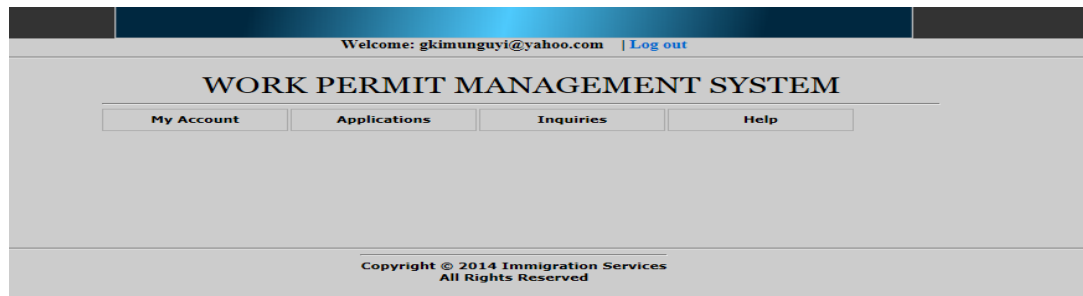 Welcome: gkimunguyi@yahoo.com | Log out
WORK PERMIT MANAGEMENT SYSTEM
My Account Applications Inquiries Help
Copyright © 2014 Immigration Services
All Rights Reserved